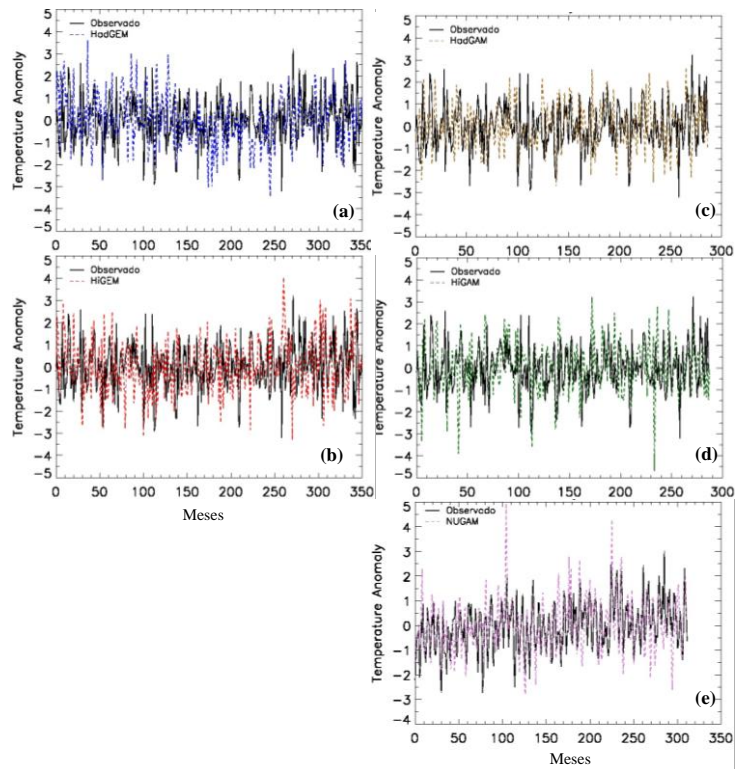 Observado
HadGEM
Temperature Anomaly
5
4
3
2
1
0
−1
−2
−3
−4
−5
(a)
0 50 100 150 200 250 300 350
Observado
HadGAM
Temperature Anomaly
5
4
3
2
1
0
−1
−2
−3
−4
−5
(c)
0 50 100 150 200 250 300
Observado
HiGEM
Temperature Anomaly
5
4
3
2
1
0
−1
−2
−3
−4
−5
(b)
0 50 100 150 200 250 300 350
Meses
Observado
HiGAM
Temperature Anomaly
5
4
3
2
1
0
−1
−2
−3
−4
−5
(d)
0 50 100 150 200 250 300
Observado
NUGAM
Temperature Anomaly
5
4
3
2
1
0
−1
−2
−3
−4
(e)
0 50 100 150 200 250 300 350
Meses